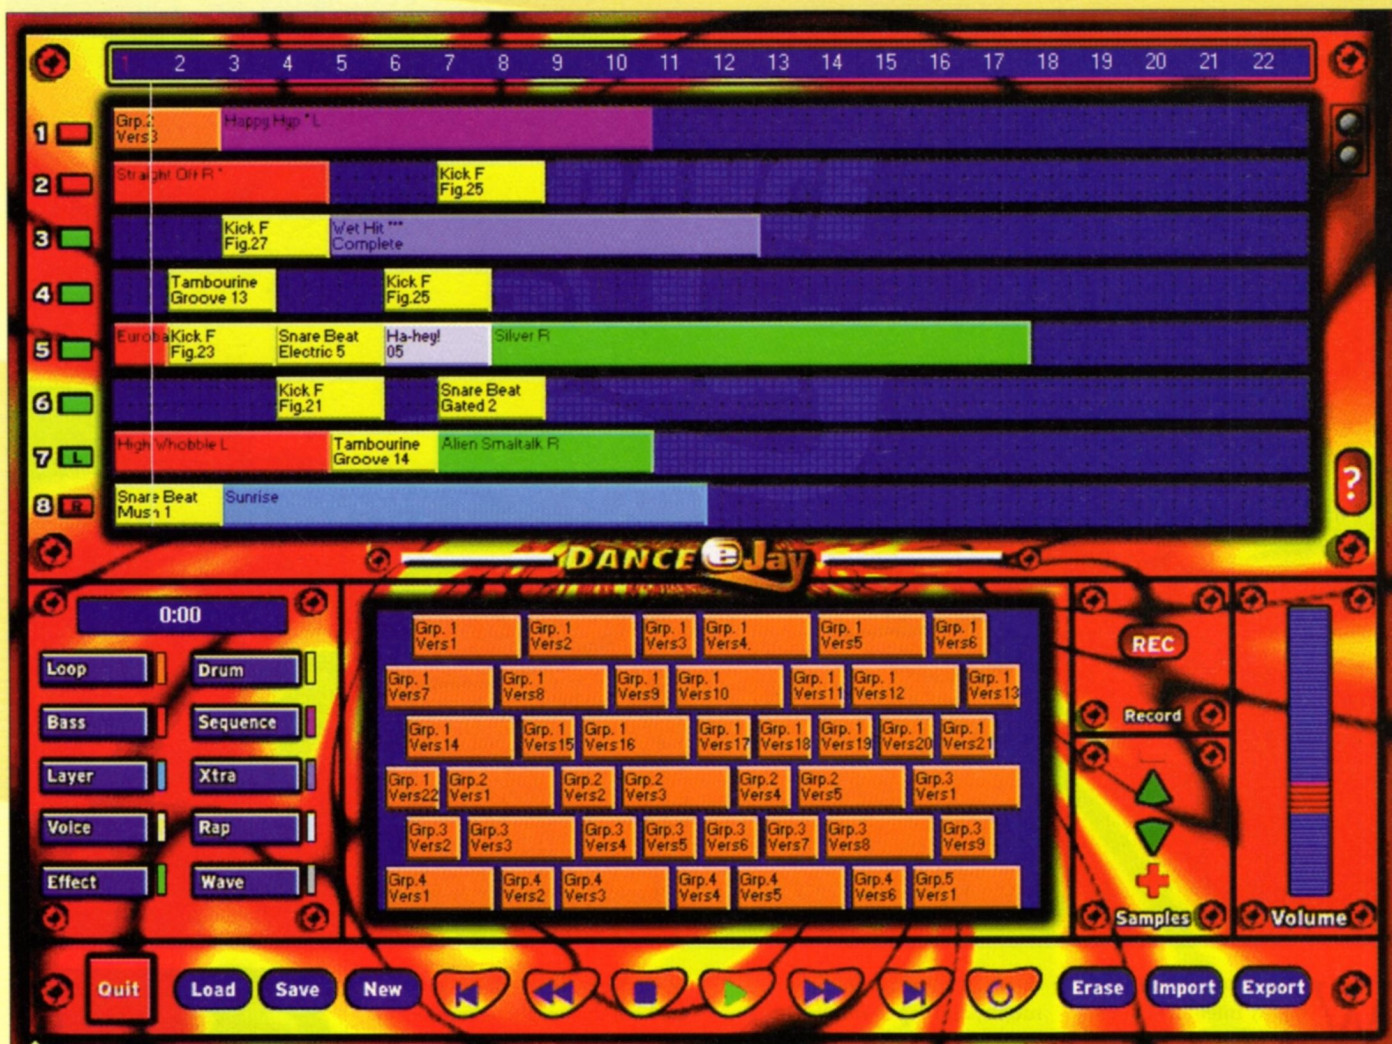 1 2 3 4 5 6 7 8 9 10 11 12 13 14 15 16 17 18 19 20 21 22
1
Grp.2
Vers3
Happy Hyp * L
2
Straight Off R *
Kick F
Fig.25
3
Kick F
Fig.27
Wet Hit ***
Complete
4
Tambourine
Groove 13
Kick F
Fig.25
5
Euroba
Kick F
Fig.23
Snare Beat
Electric 5
Ha-hey!
05
Silver R
6
Kick F
Fig.21
Snare Beat
Gated 2
7 L
High Whobble L
Tambourine
Groove 14
Alien Smaltalk R
8 R
Snare Beat
Mush 1
Sunrise
?
DANCE eJay
0:00
Loop
Drum
Bass
Sequence
Layer
Xtra
Voice
Rap
Effect
Wave
Grp. 1 Grp. 1 Grp. 1 Grp. 1 Grp. 1 Grp. 1
Vers1 Vers2 Vers3 Vers4 Vers5 Vers6
Grp. 1 Grp. 1 Grp. 1 Grp. 1 Grp. 1 Grp. 1 Grp. 1
Vers7 Vers8 Vers9 Vers10 Vers11 Vers12 Vers13
Grp. 1 Grp. 1 Grp. 1 Grp. 1 Grp. 1 Grp. 1 Grp. 1 Grp. 1
Vers14 Vers15 Vers16 Vers17 Vers18 Vers19 Vers20 Vers21
Grp. 1 Grp.2 Grp.2 Grp.2 Grp.2 Grp.2 Grp.3
Vers22 Vers1 Vers2 Vers3 Vers4 Vers5 Vers1
Grp.3 Grp.3 Grp.3 Grp.3 Grp.3 Grp.3 Grp.3 Grp.3
Vers2 Vers3 Vers4 Vers5 Vers6 Vers7 Vers8 Vers9
Grp.4 Grp.4 Grp.4 Grp.4 Grp.4 Grp.4 Grp.5
Vers1 Vers2 Vers3 Vers4 Vers5 Vers6 Vers1
REC
Record
Samples
Volume
Quit
Load
Save
New
Erase
Import
Export